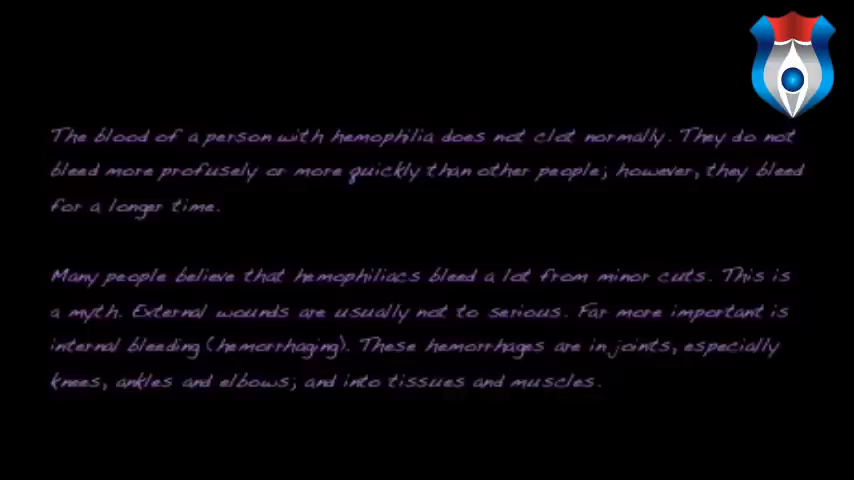 The blood of a person with hemophilia does not clot normally. They do not
bleed more profusely or more quickly than other people; however, they bleed
for a longer time.
Many people believe that hemophiliacs bleed a lot from minor cuts. This is
a myth. External wounds are usually not to serious. Far more important is
internal bleeding (hemorrhaging). These hemorrhages are in joints, especially
knees, ankles and elbows; and into tissues and muscles.